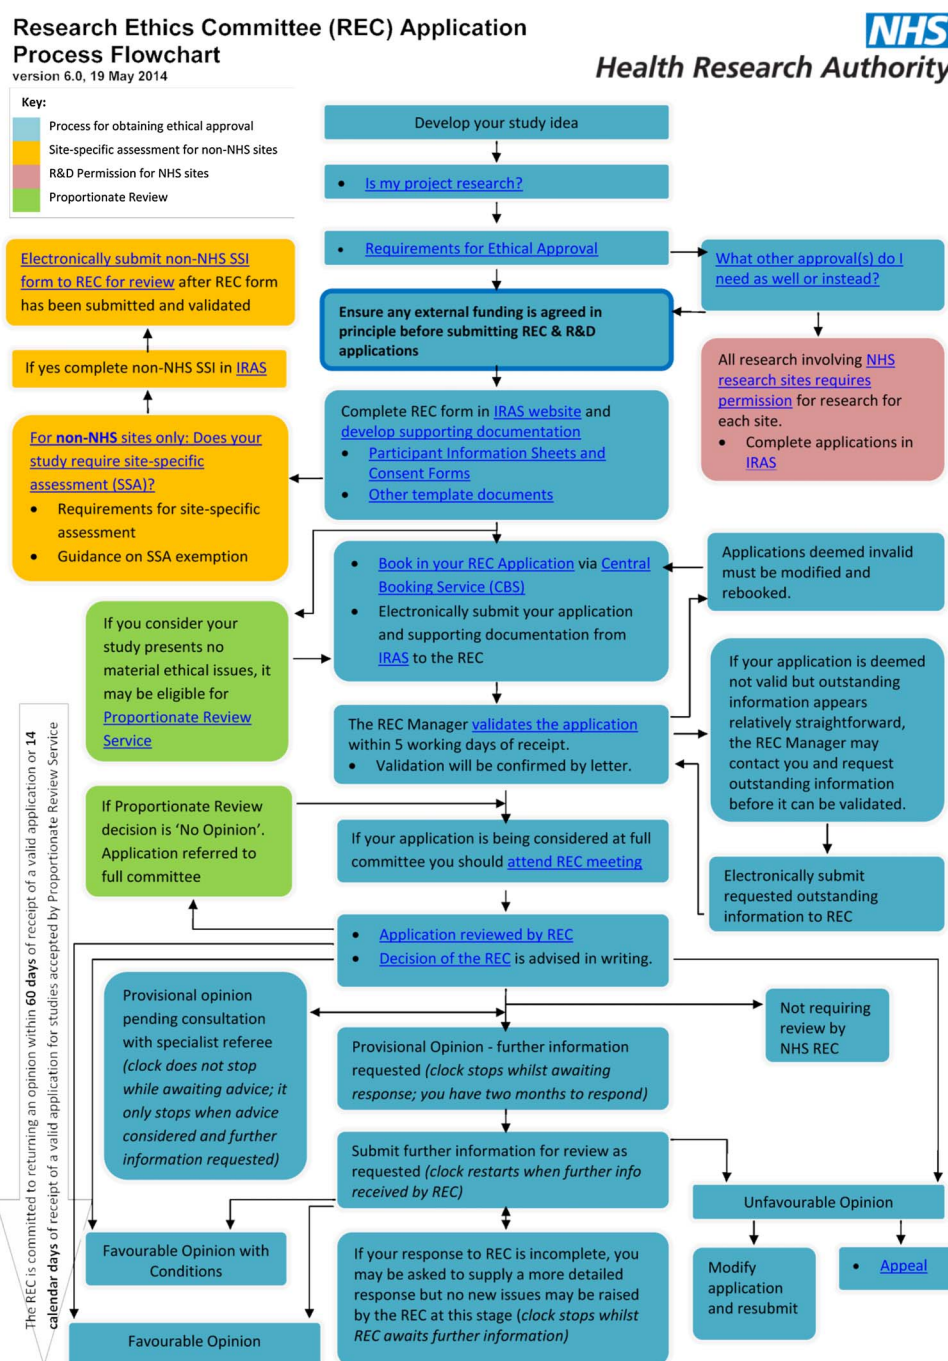 Research Ethics Committee (REC) Application
Process Flowchart
version 6.0, 19 May 2014
NHS
Health Research Authority
Key:
Process for obtaining ethical approval
Site-specific assessment for non-NHS sites
R&D Permission for NHS sites
Proportionate Review
Develop your study idea
• Is my project research?
• Requirements for Ethical Approval
What other approval(s) do I
need as well or instead?
Electronically submit non-NHS SSI
form to REC for review after REC form
has been submitted and validated
Ensure any external funding is agreed in
principle before submitting REC & R&D
applications
If yes complete non-NHS SSI in IRAS
All research involving NHS
research sites requires
permission for research for
each site.
• Complete applications in
IRAS
Complete REC form in IRAS website and
develop supporting documentation
• Participant Information Sheets and
Consent Forms
• Other template documents
For non-NHS sites only: Does your
study require site-specific
assessment (SSA)?
• Requirements for site-specific
assessment
• Guidance on SSA exemption
• Book in your REC Application via Central
Booking Service (CBS)
• Electronically submit your application
and supporting documentation from
IRAS to the REC
Applications deemed invalid
must be modified and
rebooked.
If you consider your
study presents no
material ethical issues, it
may be eligible for
Proportionate Review
Service
If your application is deemed
not valid but outstanding
information appears
relatively straightforward,
the REC Manager may
contact you and request
outstanding information
before it can be validated.
The REC Manager validates the application
within 5 working days of receipt.
• Validation will be confirmed by letter.
If Proportionate Review
decision is ‘No Opinion’.
Application referred to
full committee
If your application is being considered at full
committee you should attend REC meeting
Electronically submit
requested outstanding
information to REC
• Application reviewed by REC
• Decision of the REC is advised in writing.
Provisional opinion
pending consultation
with specialist referee
(clock does not stop
while awaiting advice; it
only stops when advice
considered and further
information requested)
Not requiring
review by
NHS REC
Provisional Opinion - further information
requested (clock stops whilst awaiting
response; you have two months to respond)
Submit further information for review as
requested (clock restarts when further info
received by REC)
Unfavourable Opinion
Favourable Opinion with
Conditions
If your response to REC is incomplete, you
may be asked to supply a more detailed
response but no new issues may be raised
by the REC at this stage (clock stops whilst
REC awaits further information)
Modify
application
and resubmit
• Appeal
Favourable Opinion
The REC is committed to returning an opinion within 60 days of receipt of a valid application or 14
calendar days of receipt of a valid application for studies accepted by Proportionate Review Service